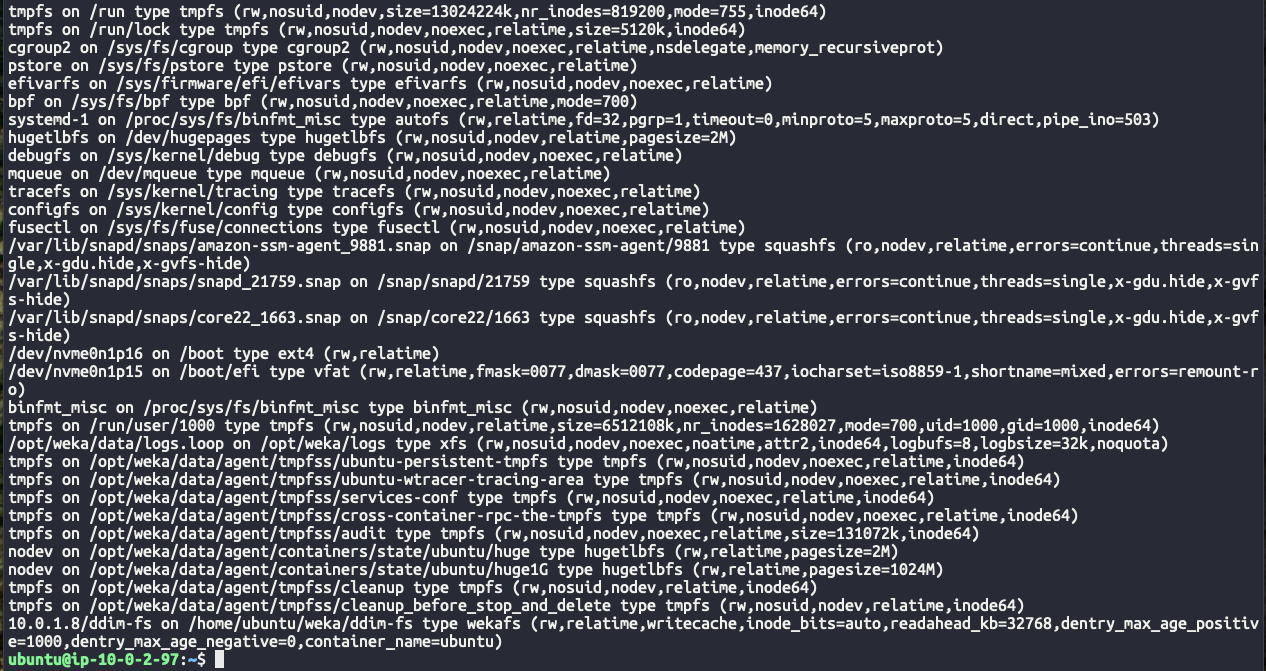 tmpfs on /run type tmpfs (rw,nosuid,nodev,size=13024224k,nr_inodes=819200,mode=755,inode64)
tmpfs on /run/lock type tmpfs (rw,nosuid,nodev,noexec,relatime,size=5120k,inode64)
cgroup2 on /sys/fs/cgroup type cgroup2 (rw,nosuid,nodev,noexec,relatime,nsdelegate,memory_recursiveprot)
pstore on /sys/fs/pstore type pstore (rw,nosuid,nodev,noexec,relatime)
efivarfs on /sys/firmware/efi/efivars type efivarfs (rw,nosuid,nodev,noexec,relatime)
bpf on /sys/fs/bpf type bpf (rw,nosuid,nodev,noexec,relatime,mode=700)
systemd-1 on /proc/sys/fs/binfmt_misc type autofs (rw,relatime,fd=32,pgrp=1,timeout=0,minproto=5,maxproto=5,direct,pipe_ino=503)
hugetlbfs on /dev/hugepages type hugetlbfs (rw,nosuid,nodev,relatime,pagesize=2M)
debugfs on /sys/kernel/debug type debugfs (rw,nosuid,nodev,noexec,relatime)
mqueue on /dev/mqueue type mqueue (rw,nosuid,nodev,noexec,relatime)
tracefs on /sys/kernel/tracing type tracefs (rw,nosuid,nodev,noexec,relatime)
configfs on /sys/kernel/config type configfs (rw,nosuid,nodev,noexec,relatime)
fusectl on /sys/fs/fuse/connections type fusectl (rw,nosuid,nodev,noexec,relatime)
/var/lib/snapd/snaps/amazon-ssm-agent_9881.snap on /snap/amazon-ssm-agent/9881 type squashfs (ro,nodev,relatime,errors=continue,threads=sin
gle,x-gdu.hide,x-gvfs-hide)
/var/lib/snapd/snaps/snapd_21759.snap on /snap/snapd/21759 type squashfs (ro,nodev,relatime,errors=continue,threads=single,x-gdu.hide,x-gvf
s-hide)
/var/lib/snapd/snaps/core22_1663.snap on /snap/core22/1663 type squashfs (ro,nodev,relatime,errors=continue,threads=single,x-gdu.hide,x-gvf
s-hide)
/dev/nvme0n1p16 on /boot type ext4 (rw,relatime)
/dev/nvme0n1p15 on /boot/efi type vfat (rw,relatime,fmask=0077,dmask=0077,codepage=437,iocharset=iso8859-1,shortname=mixed,errors=remount-r
o)
binfmt_misc on /proc/sys/fs/binfmt_misc type binfmt_misc (rw,nosuid,nodev,noexec,relatime)
tmpfs on /run/user/1000 type tmpfs (rw,nosuid,nodev,relatime,size=6512108k,nr_inodes=1628027,mode=700,uid=1000,gid=1000,inode64)
/opt/weka/data/logs.loop on /opt/weka/logs type xfs (rw,nosuid,nodev,noexec,noatime,attr2,inode64,logbufs=8,logbsize=32k,noquota)
tmpfs on /opt/weka/data/agent/tmpfss/ubuntu-persistent-tmpfs type tmpfs (rw,nosuid,nodev,noexec,relatime,inode64)
tmpfs on /opt/weka/data/agent/tmpfss/ubuntu-wtracer-tracing-area type tmpfs (rw,nosuid,nodev,noexec,relatime,inode64)
tmpfs on /opt/weka/data/agent/tmpfss/services-conf type tmpfs (rw,nosuid,nodev,noexec,relatime,inode64)
tmpfs on /opt/weka/data/agent/tmpfss/cross-container-rpc-the-tmpfs type tmpfs (rw,nosuid,nodev,noexec,relatime,inode64)
tmpfs on /opt/weka/data/agent/tmpfss/audit type tmpfs (rw,nosuid,nodev,noexec,relatime,size=131072k,inode64)
nodev on /opt/weka/data/agent/containers/state/ubuntu/huge type hugetlbfs (rw,relatime,pagesize=2M)
nodev on /opt/weka/data/agent/containers/state/ubuntu/huge1G type hugetlbfs (rw,relatime,pagesize=1024M)
tmpfs on /opt/weka/data/agent/tmpfss/cleanup type tmpfs (rw,nosuid,nodev,relatime,inode64)
tmpfs on /opt/weka/data/agent/tmpfss/cleanup_before_stop_and_delete type tmpfs (rw,nosuid,nodev,relatime,inode64)
10.0.1.8/ddim-fs on /home/ubuntu/weka/ddim-fs type wekafs (rw,relatime,writecache,inode_bits=auto,readahead_kb=32768,dentry_max_age_positiv
e=1000,dentry_max_age_negative=0,container_name=ubuntu)
ubuntu@ip-10-0-2-97:~$